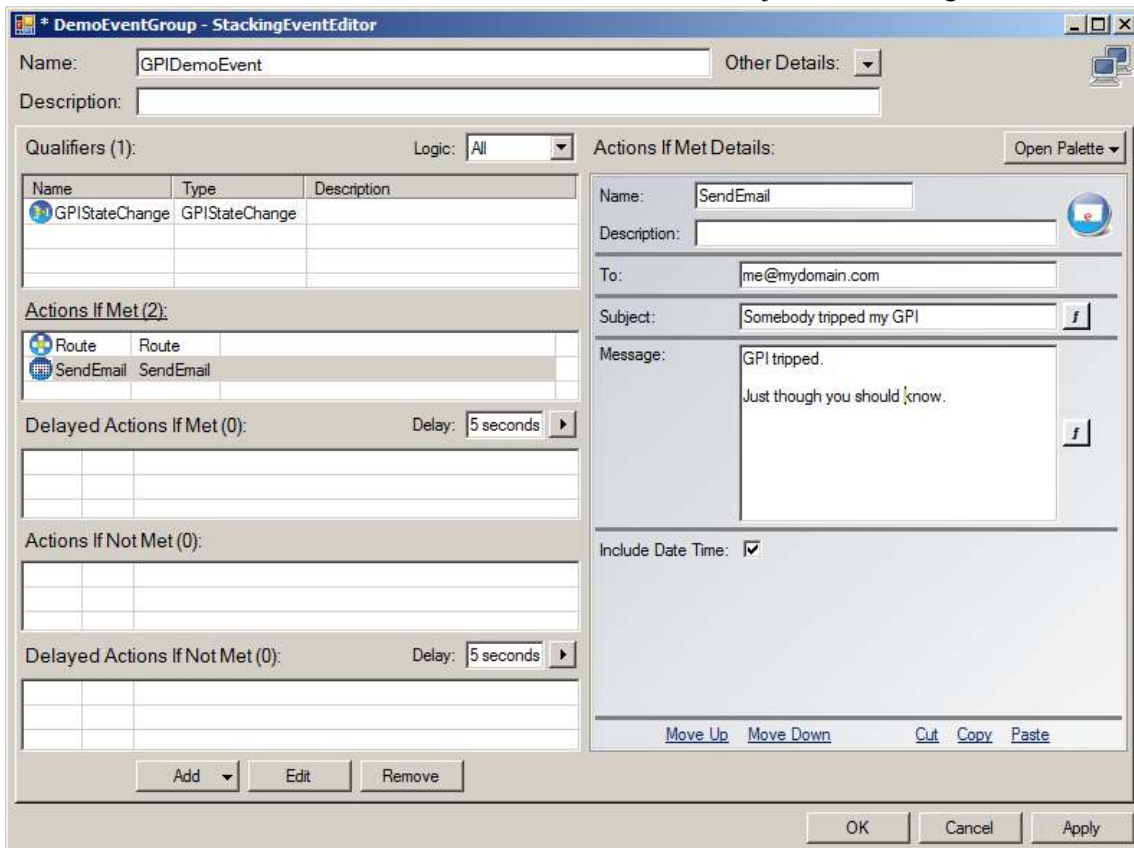 * DemoEventGroup - StackingEventEditor
Name: GPIDemoEvent Other Details:
Description:
Qualifiers (1): Logic: All
Name Type Description
GPIStateChange GPIStateChange
Actions If Met (2):
Route Route
SendEmail SendEmail
Delayed Actions If Met (0): Delay: 5 seconds
Actions If Not Met (0):
Delayed Actions If Not Met (0): Delay: 5 seconds
Add Edit Remove
Actions If Met Details: Open Palette
Name: SendEmail
e
Description:
To: me@mydomain.com
Subject: Somebody tripped my GPI f
Message: GPI tripped.
Just though you should know.
f
Include Date Time:
Move Up Move Down Cut Copy Paste
OK Cancel Apply